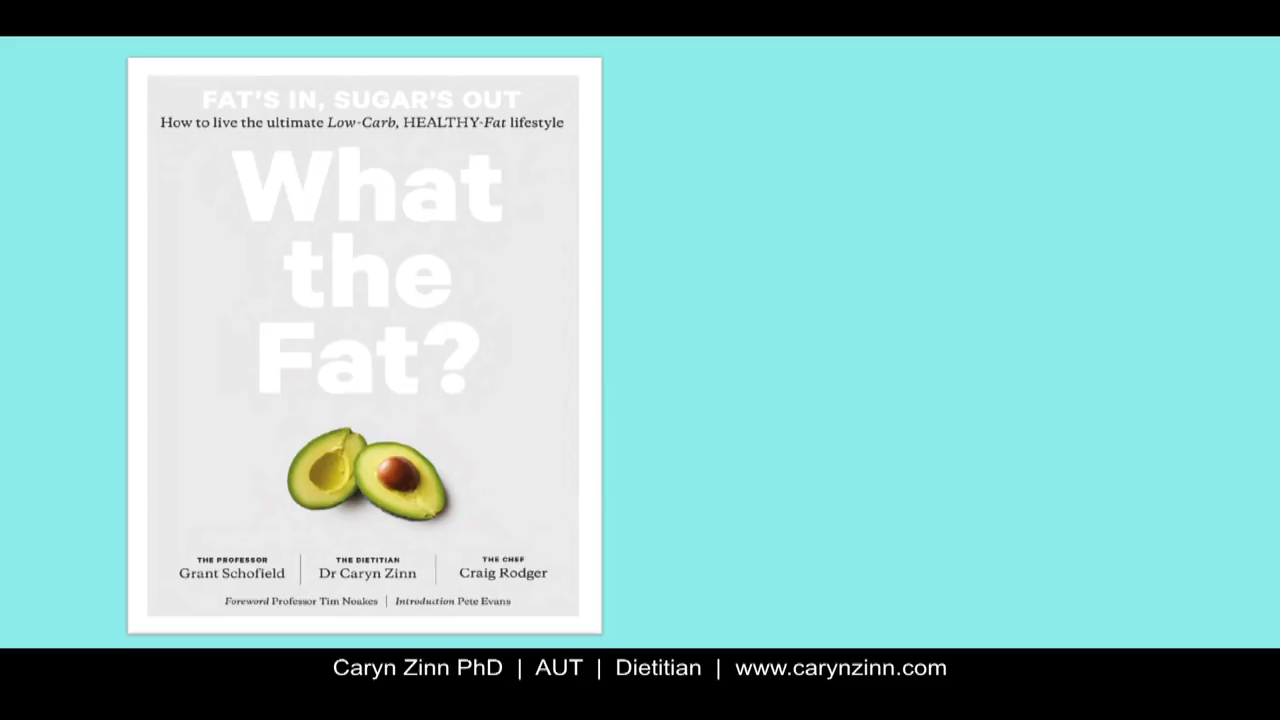 FAT'S IN, SUGAR'S OUT
How to live the ultimate Low-Carb, HEALTHY-Fat lifestyle
What
the
Fat?
THE PROFESSOR
Grant Schofield
THE DIETITIAN
Dr Caryn Zinn
THE CHEF
Craig Rodger
Foreword Professor Tim Noakes | Introduction Pete Evans
Caryn Zinn PhD | AUT | Dietitian | www.carynzinn.com